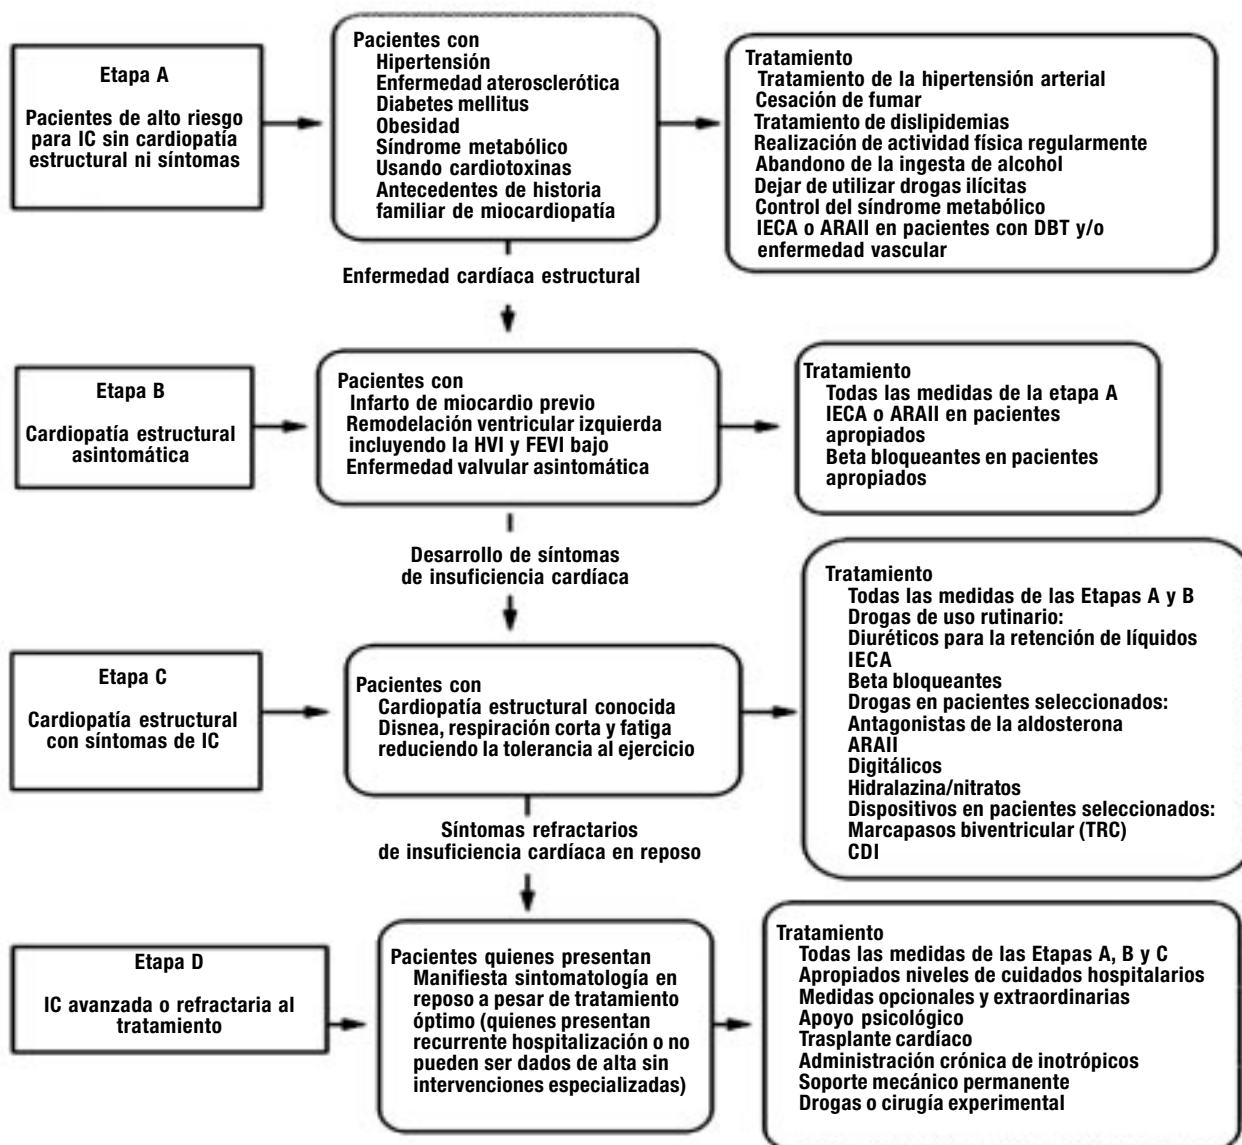 Etapa A
Pacientes de alto riesgo
para IC sin cardiopatía
estructural ni síntomas
Pacientes con
Hipertensión
Enfermedad aterosclerótica
Diabetes mellitus
Obesidad
Síndrome metabólico
Usando cardiotoxinas
Antecedentes de historia
familiar de miocardiopatía
Tratamiento
Tratamiento de la hipertensión arterial
Cesación de fumar
Tratamiento de dislipidemias
Realización de actividad física regularmente
Abandono de la ingesta de alcohol
Dejar de utilizar drogas ilícitas
Control del síndrome metabólico
IECA o ARAII en pacientes con DBT y/o
enfermedad vascular
Enfermedad cardíaca estructural
Etapa B
Cardiopatía estructural
asintomática
Pacientes con
Infarto de miocardio previo
Remodelación ventricular izquierda
incluyendo la HVI y FEVI bajo
Enfermedad valvular asintomática
Tratamiento
Todas las medidas de la etapa A
IECA o ARAII en pacientes
apropiados
Beta bloqueantes en pacientes
apropiados
Desarrollo de síntomas
de insuficiencia cardíaca
Etapa C
Cardiopatía estructural
con síntomas de IC
Pacientes con
Cardiopatía estructural conocida
Disnea, respiración corta y fatiga
reduciendo la tolerancia al ejercicio
Tratamiento
Todas las medidas de las Etapas A y B
Drogas de uso rutinario:
Diuréticos para la retención de líquidos
IECA
Beta bloqueantes
Drogas en pacientes seleccionados:
Antagonistas de la aldosterona
ARAII
Digitálicos
Hidralazina/nitratos
Dispositivos en pacientes seleccionados:
Marcapasos biventricular (TRC)
CDI
Síntomas refractarios
de insuficiencia cardíaca en reposo
Etapa D
IC avanzada o refractaria al
tratamiento
Pacientes quienes presentan
Manifiesta sintomatología en
reposo a pesar de tratamiento
óptimo (quienes presentan
recurrente hospitalización o no
pueden ser dados de alta sin
intervenciones especializadas)
Tratamiento
Todas las medidas de las Etapas A, B y C
Apropiados niveles de cuidados hospitalarios
Medidas opcionales y extraordinarias
Apoyo psicológico
Trasplante cardíaco
Administración crónica de inotrópicos
Soporte mecánico permanente
Drogas o cirugía experimental